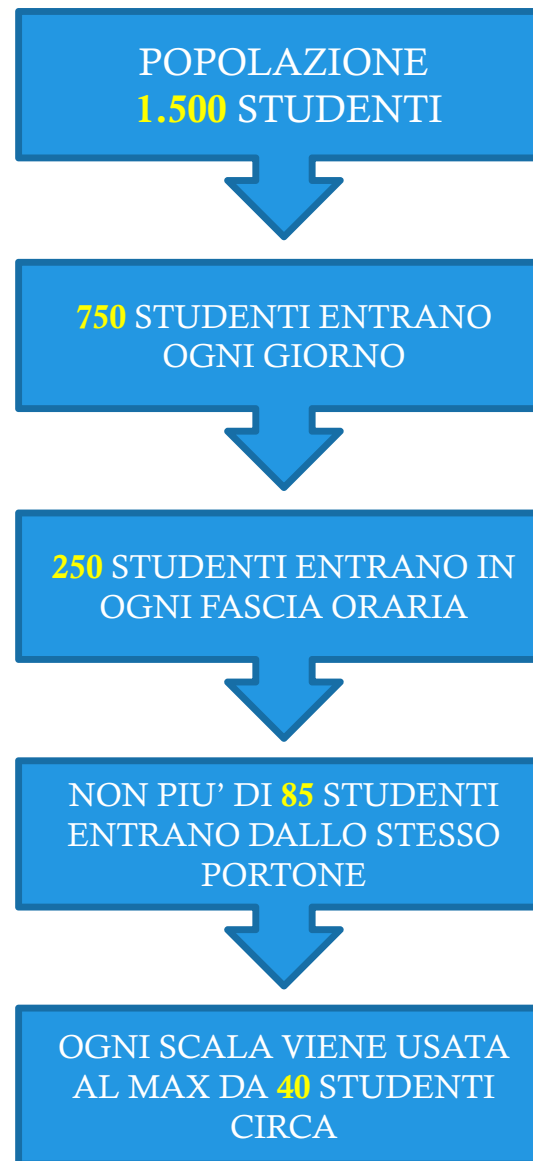 POPOLAZIONE
1.500 STUDENTI
750 STUDENTI ENTRANO
OGNI GIORNO
250 STUDENTI ENTRANO IN
OGNI FASCIA ORARIA
NON PIU’ DI 85 STUDENTI
ENTRANO DALLO STESSO
PORTONE
OGNI SCALA VIENE USATA
AL MAX DA 40 STUDENTI
CIRCA